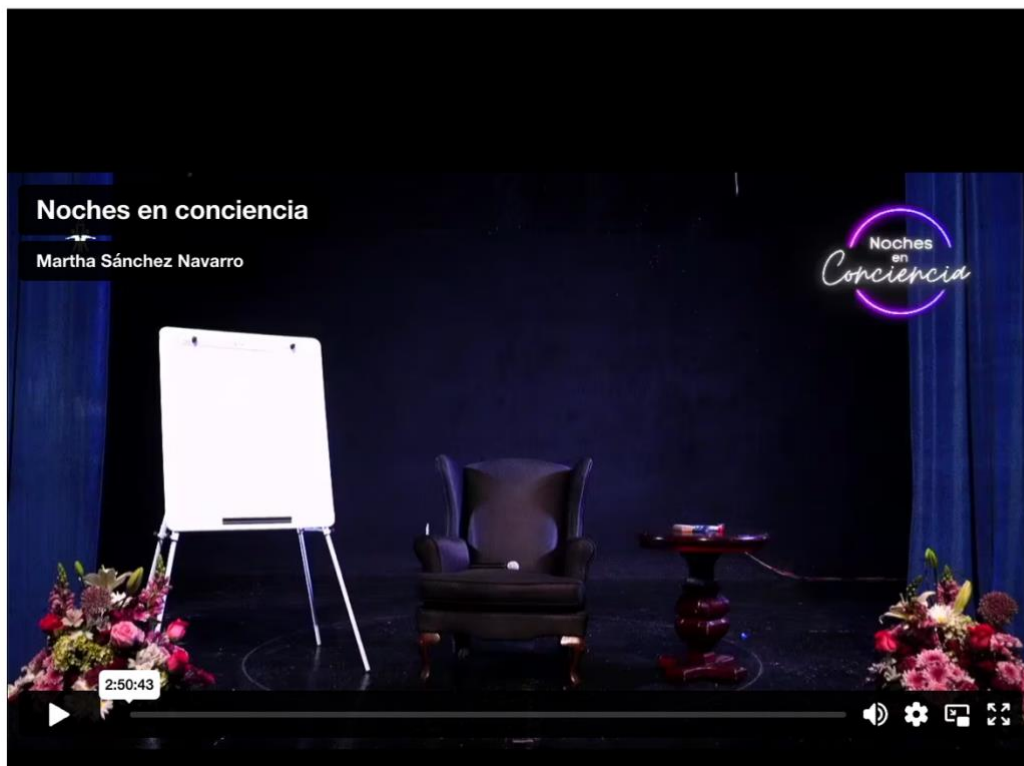 Noches en conciencia
Martha Sánchez Navarro
Noches
en
Conciencia
2:50:43